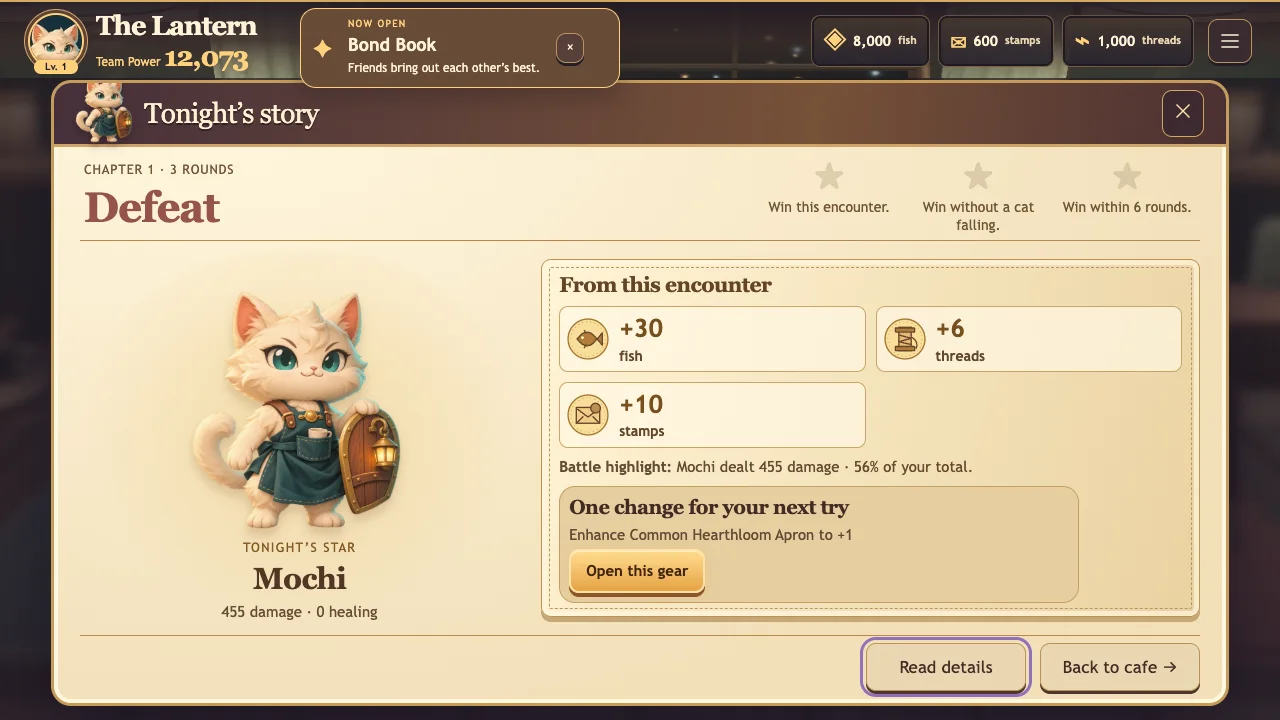 The Lantern
Team Power 12,073
Lv. 1
NOW OPEN
Bond Book
Friends bring out each other's best.
×
8,000 fish
600 stamps
1,000 threads
Tonight's story
CHAPTER 1 · 3 ROUNDS
Defeat
Win this encounter.
Win without a cat
falling.
Win within 6 rounds.
From this encounter
+30
fish
+6
threads
+10
stamps
Battle highlight: Mochi dealt 455 damage · 56% of your total.
One change for your next try
Enhance Common Hearthloom Apron to +1
Open this gear
TONIGHT'S STAR
Mochi
455 damage · 0 healing
Read details
Back to cafe →